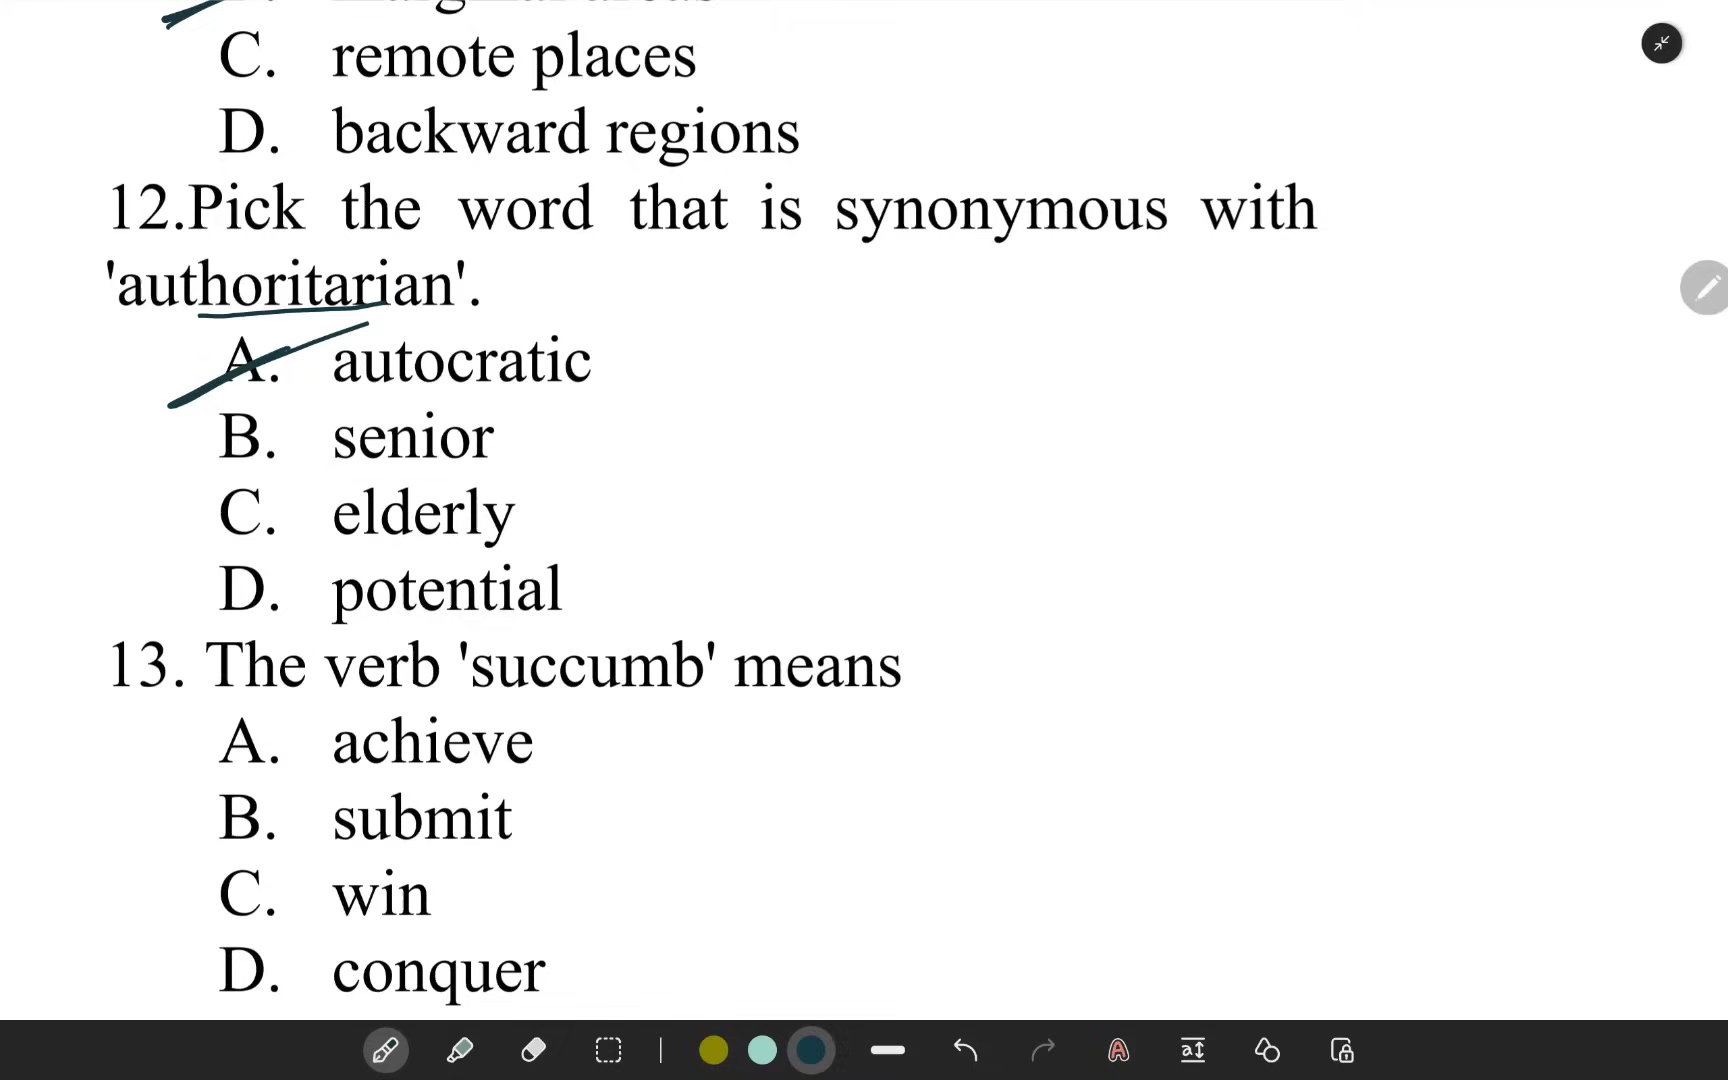 C. remote places
D. backward regions
12.Pick the word that is synonymous with
'authoritarian'.
A. autocratic
B. senior
C. elderly
D. potential
13. The verb 'succumb' means
A. achieve
B. submit
C. win
D. conquer